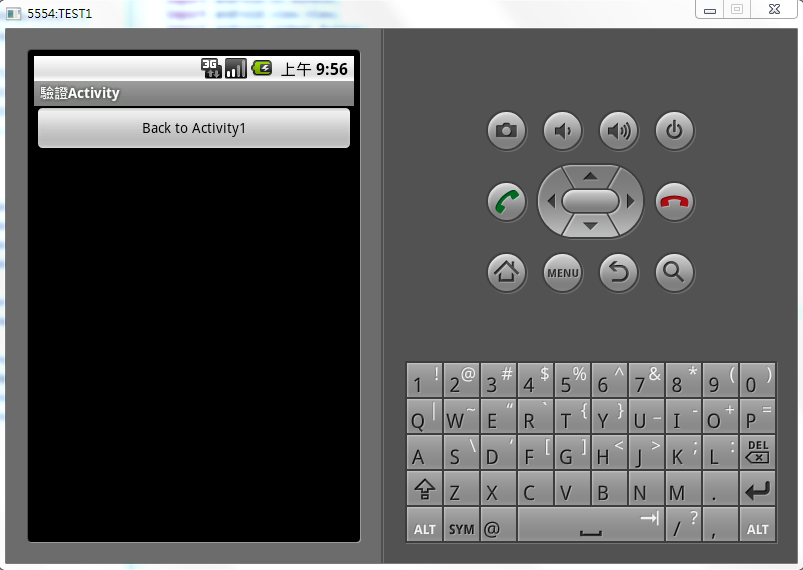 5554:TEST1
3G 上午 9:56
驗證Activity
Back to Activity1
MENU
1 ! 2 @ 3 # 4 $ 5 % 6 ^ 7 & 8 * 9 ( 0 )
Q | W ~ E “ R ` T { Y } U _ I - O + P =
A S \ D ‘ F [ G ] H < J > K ; L : DEL
Z X C V B N M .
ALT SYM @ / ? , ALT